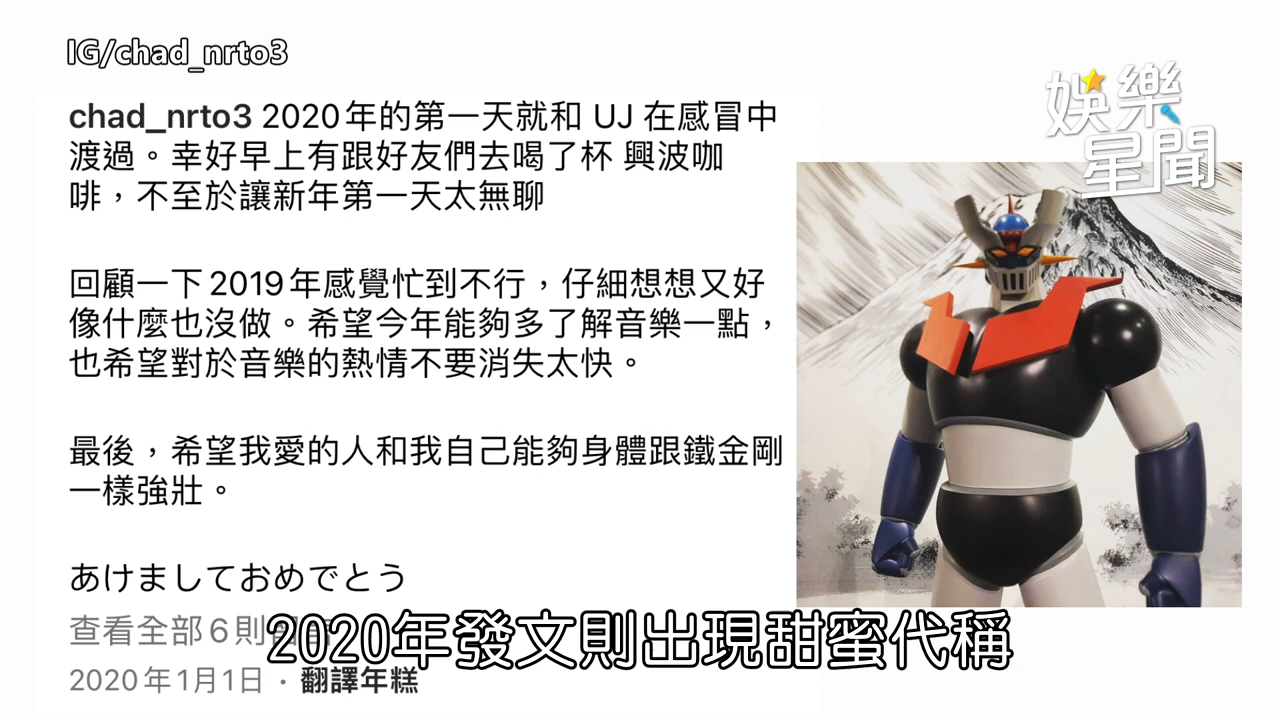 IG/chad_nrto3
娛樂
星聞
chad_nrto3 2020年的第一天就和 UJ 在感冒中
渡過。幸好早上有跟好友們去喝了杯 興波咖
啡，不至於讓新年第一天太無聊
回顧一下2019年感覺忙到不行，仔細想想又好
像什麼也沒做。希望今年能夠多了解音樂一點，
也希望對於音樂的熱情不要消失太快。
最後，希望我愛的人和我自己能夠身體跟鐵金剛
一樣強壯。
あけましておめでとう
查看全部6則
2020年發文則出現甜蜜代稱
2020年1月1日 · 翻譯年糕